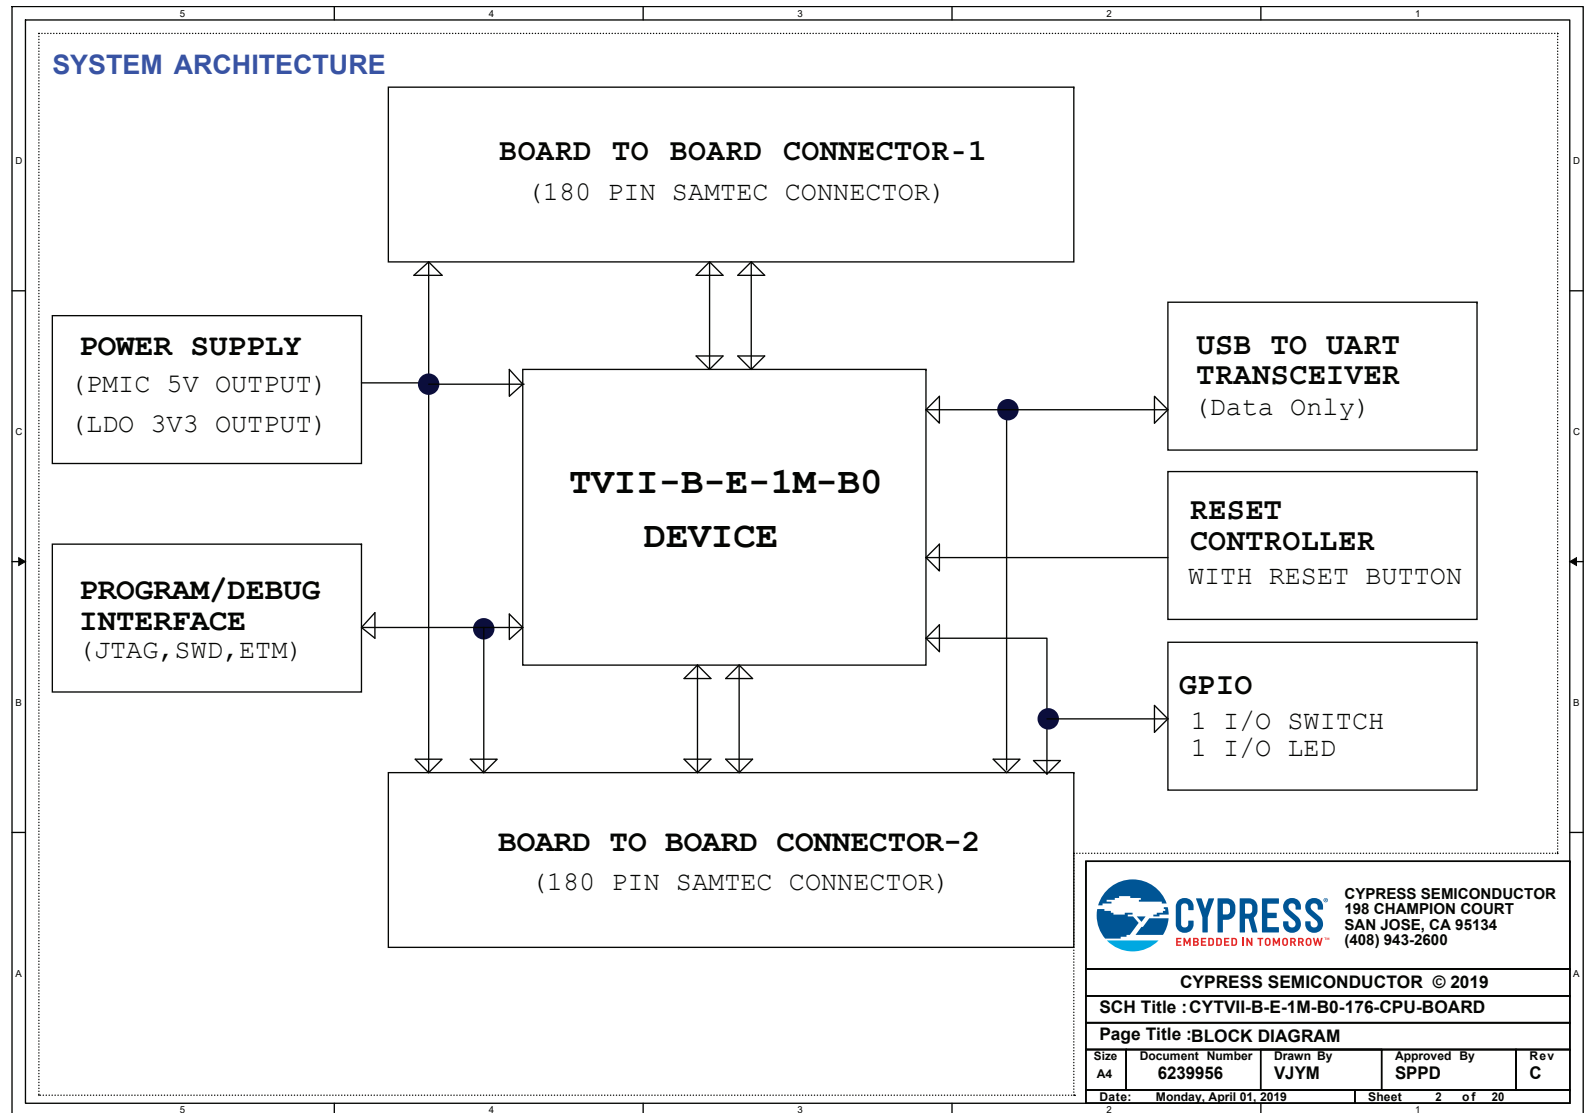 5 4 3 2 1
SYSTEM ARCHITECTURE
D D
BOARD TO BOARD CONNECTOR-1
(180 PIN SAMTEC CONNECTOR)
POWER SUPPLY
(PMIC 5V OUTPUT)
(LDO 3V3 OUTPUT)
USB TO UART
TRANSCEIVER
(Data Only)
C C
TVII-B-E-1M-B0
DEVICE
RESET
CONTROLLER
WITH RESET BUTTON
PROGRAM/DEBUG
INTERFACE
(JTAG,SWD,ETM)
GPIO
1 I/O SWITCH
1 I/O LED
B B
BOARD TO BOARD CONNECTOR-2
(180 PIN SAMTEC CONNECTOR)
CYPRESS®
EMBEDDED IN TOMORROW™
CYPRESS SEMICONDUCTOR
198 CHAMPION COURT
SAN JOSE, CA 95134
(408) 943-2600
A A
CYPRESS SEMICONDUCTOR © 2019
SCH Title : CYTVII-B-E-1M-B0-176-CPU-BOARD
Page Title : BLOCK DIAGRAM
Size Document Number Drawn By Approved By Rev
A4 6239956 VJYM SPPD C
Date: Monday, April 01, 2019 Sheet 2 of 20
5 4 3 2 1